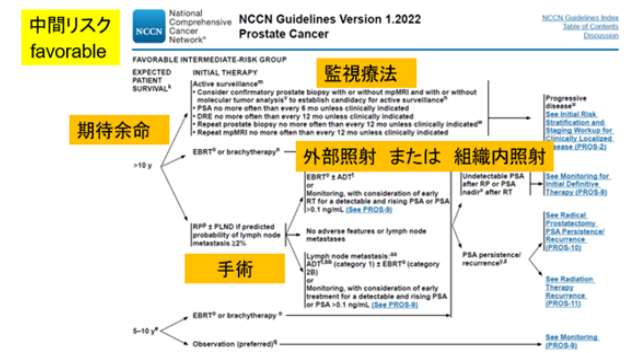 中間リスク
favorable
NCCN
National
Comprehensive
Cancer
Network®
NCCN Guidelines Version 1.2022
Prostate Cancer
NCCN Guidelines Index
Table of Contents
Discussion
FAVORABLE INTERMEDIATE-RISK GROUP
EXPECTED
PATIENT
SURVIVAL
INITIAL THERAPY
監視療法
Active surveillance
• Consider confirmatory prostate biopsy with or without mpMRI and with or without
molecular tumor analysis to establish candidacy for active surveillance
• PSA no more often than every 6 mo unless clinically indicated
• DRE no more often than every 12 mo unless clinically indicated
• Repeat prostate biopsy no more often than every 12 mo unless clinically indicated
• Repeat mpMRI no more often than every 12 mo unless clinically indicated
Progressive
disease
See Initial Risk
Stratification and
Staging Workup for
Clinically Localized
Disease (PROS-2)
期待余命
>10 y
EBRT or brachytherapy
外部照射 または 組織内照射
EBRT ± ADT
or
Monitoring, with consideration of early
RT for a detectable and rising PSA or PSA
>0.1 ng/mL (See PROS-9)
Undetectable PSA
after RP or PSA
nadir after RT
See Monitoring for
Initial Definitive
Therapy (PROS-9)
RP ± PLND if predicted
probability of lymph node
metastasis ≥2%
No adverse features or lymph node
metastases
手術
Lymph node metastasis:
ADT (category 1) ± EBRT (category
2B)
or
Monitoring, with consideration of early
treatment for a detectable and rising PSA
or PSA >0.1 ng/mL (See PROS-9)
PSA persistence/
recurrence
See Radical
Prostatectomy
PSA Persistence/
Recurrence
(PROS-10)
See Radiation
Therapy
Recurrence
(PROS-11)
5–10 y
EBRT or brachytherapy
Observation (preferred)
See Monitoring
(PROS-9)